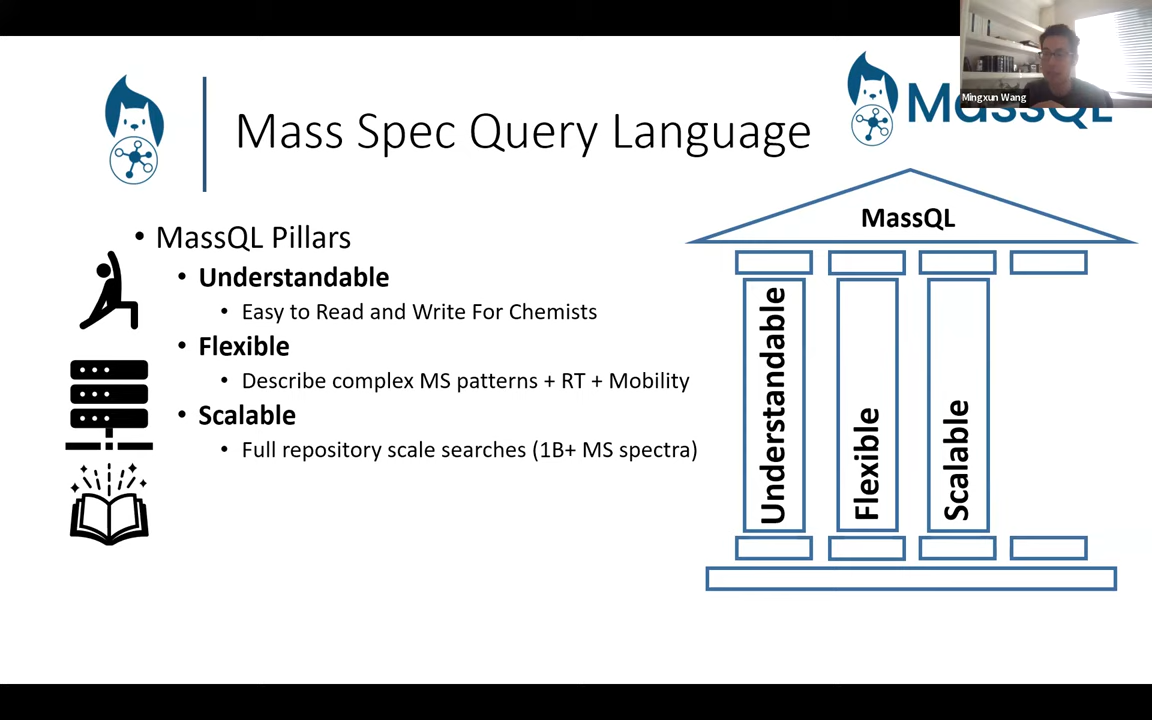 Mingxun Wang
MassQL
Mass Spec Query Language
• MassQL Pillars
• Understandable
• Easy to Read and Write For Chemists
• Flexible
• Describe complex MS patterns + RT + Mobility
• Scalable
• Full repository scale searches (1B+ MS spectra)
MassQL
Understandable
Flexible
Scalable